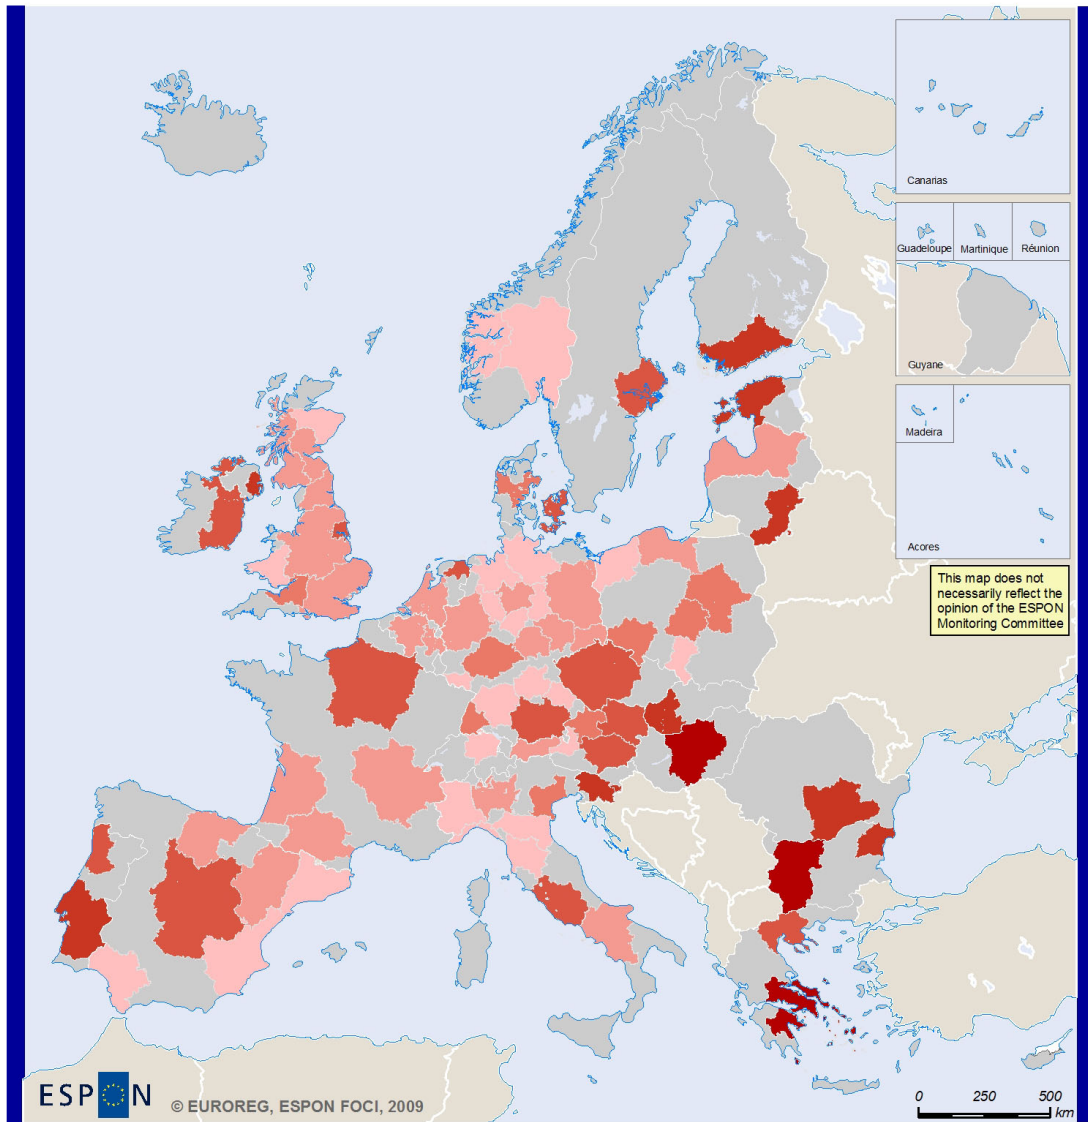 Canarias
Guadeloupe
Martinique
Réunion
Guyane
Madeira
Acores
This map does not
necessarily reflect the
opinion of the ESPON
Monitoring Committee
ESPON
© EUROREG, ESPON FOCI, 2009
0 250 500
km